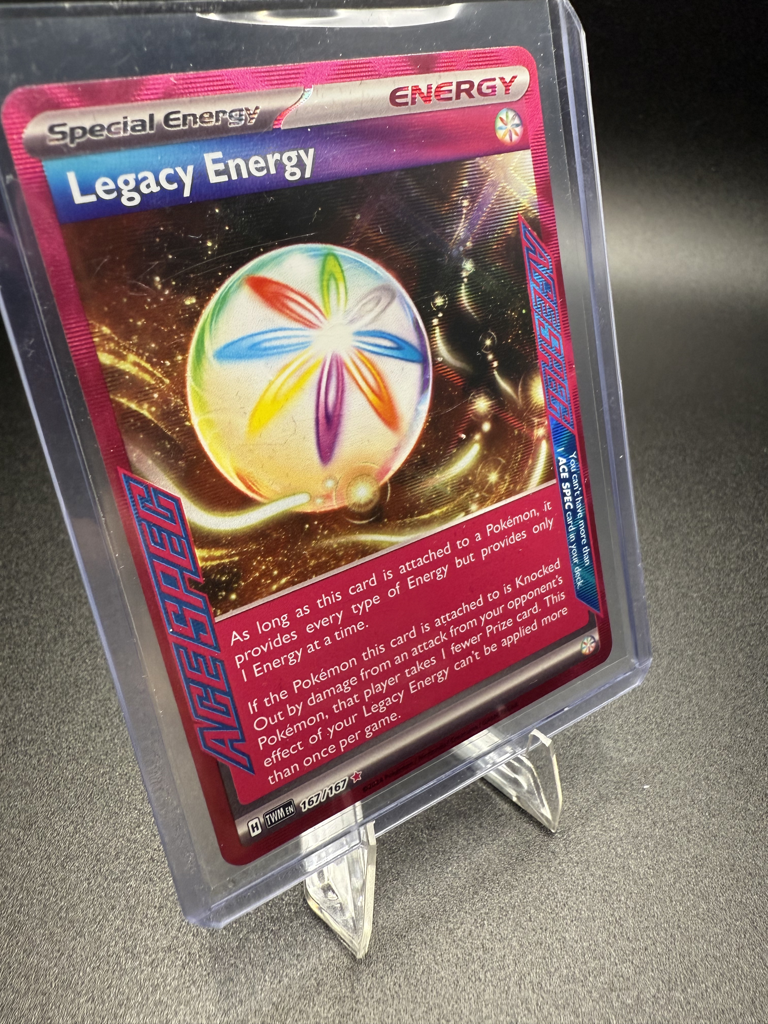 Special Energy
ENERGY
Legacy Energy
ACE SPEC
You can't have more than
1 ACE SPEC card in your deck.
ACE SPEC
As long as this card is attached to a Pokémon, it
provides every type of Energy but provides only
1 Energy at a time.
If the Pokémon this card is attached to is Knocked
Out by damage from an attack from your opponent's
Pokémon, that player takes 1 fewer Prize card. This
effect of your Legacy Energy can't be applied more
than once per game.
H TWM EN 167/167